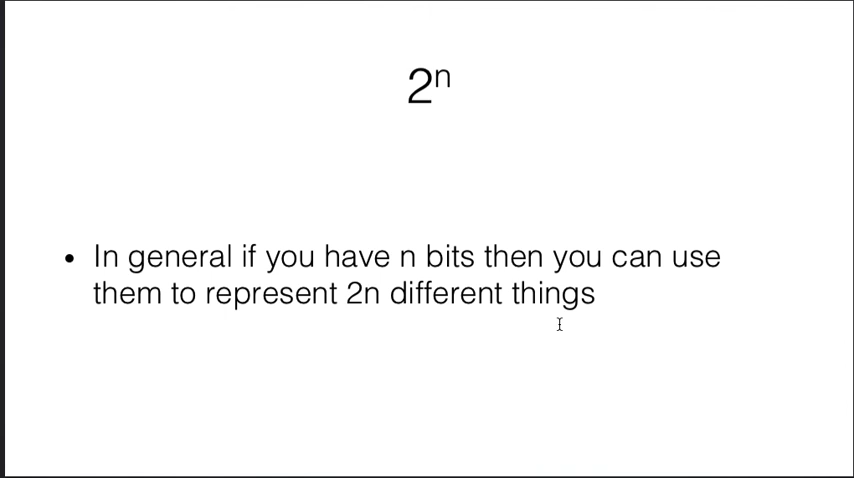 2ⁿ
• In general if you have n bits then you can use
them to represent 2n different things